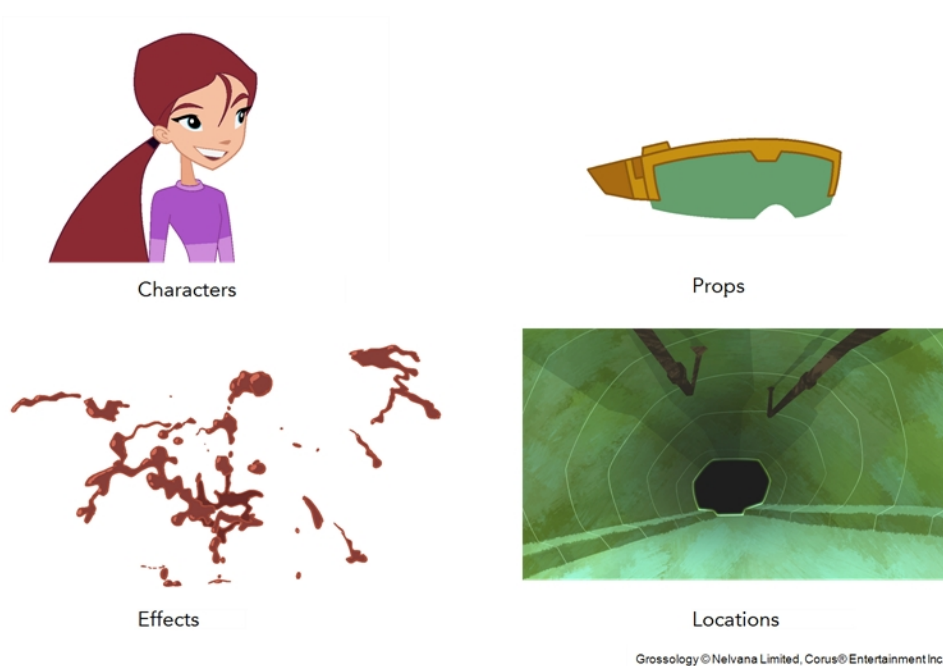 Characters
Props
Effects
Locations
Grossology © Nelvana Limited, Corus® Entertainment Inc